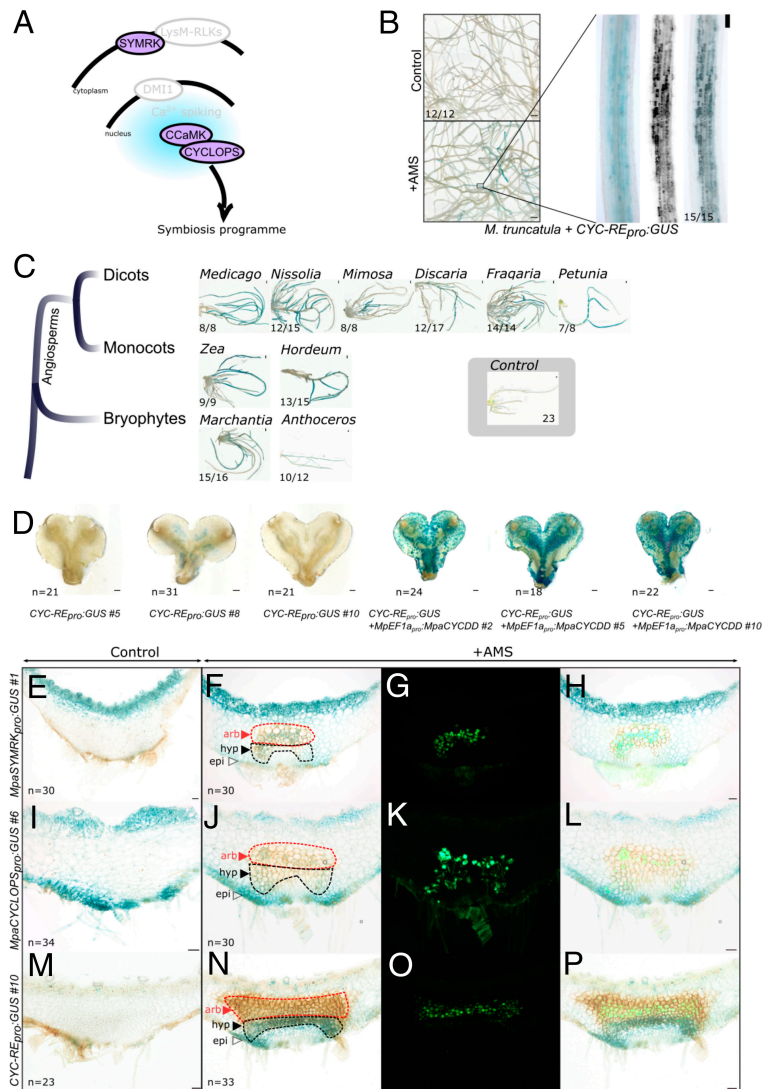 A
SYMRK
LysM-RLKs
cytoplasm
DMI1
Ca2+ spiking
nucleus
CCaMK
CYCLOPS
Symbiosis programme
B
Control
12/12
+AMS
15/15
M. truncatula + CYC-REpro:GUS
C
Angiosperms
Dicots
Monocots
Bryophytes
Medicago Nissolia Mimosa Discaria Fragaria Petunia
8/8 12/15 8/8 12/17 14/14 7/8
Zea Hordeum
9/9 13/15
Marchantia Anthoceros
15/16 10/12
Control
23
D
n=21 n=31 n=21 n=24 n=18 n=22
CYC-REpro:GUS #5 CYC-REpro:GUS #8 CYC-REpro:GUS #10 CYC-REpro:GUS CYC-REpro:GUS CYC-REpro:GUS
+MpEF1apro:MpaCYCDD #2 +MpEF1apro:MpaCYCDD #5 +MpEF1apro:MpaCYCDD #10
Control +AMS
MpaSYMRKpro:GUS #1
E F G H
arb
hyp
epi
n=30 n=30
MpaCYCLOPSpro:GUS #6
I J K L
arb
hyp
epi
n=34 n=30
CYC-REpro:GUS #10
M N O P
arb
hyp
epi
n=23 n=33